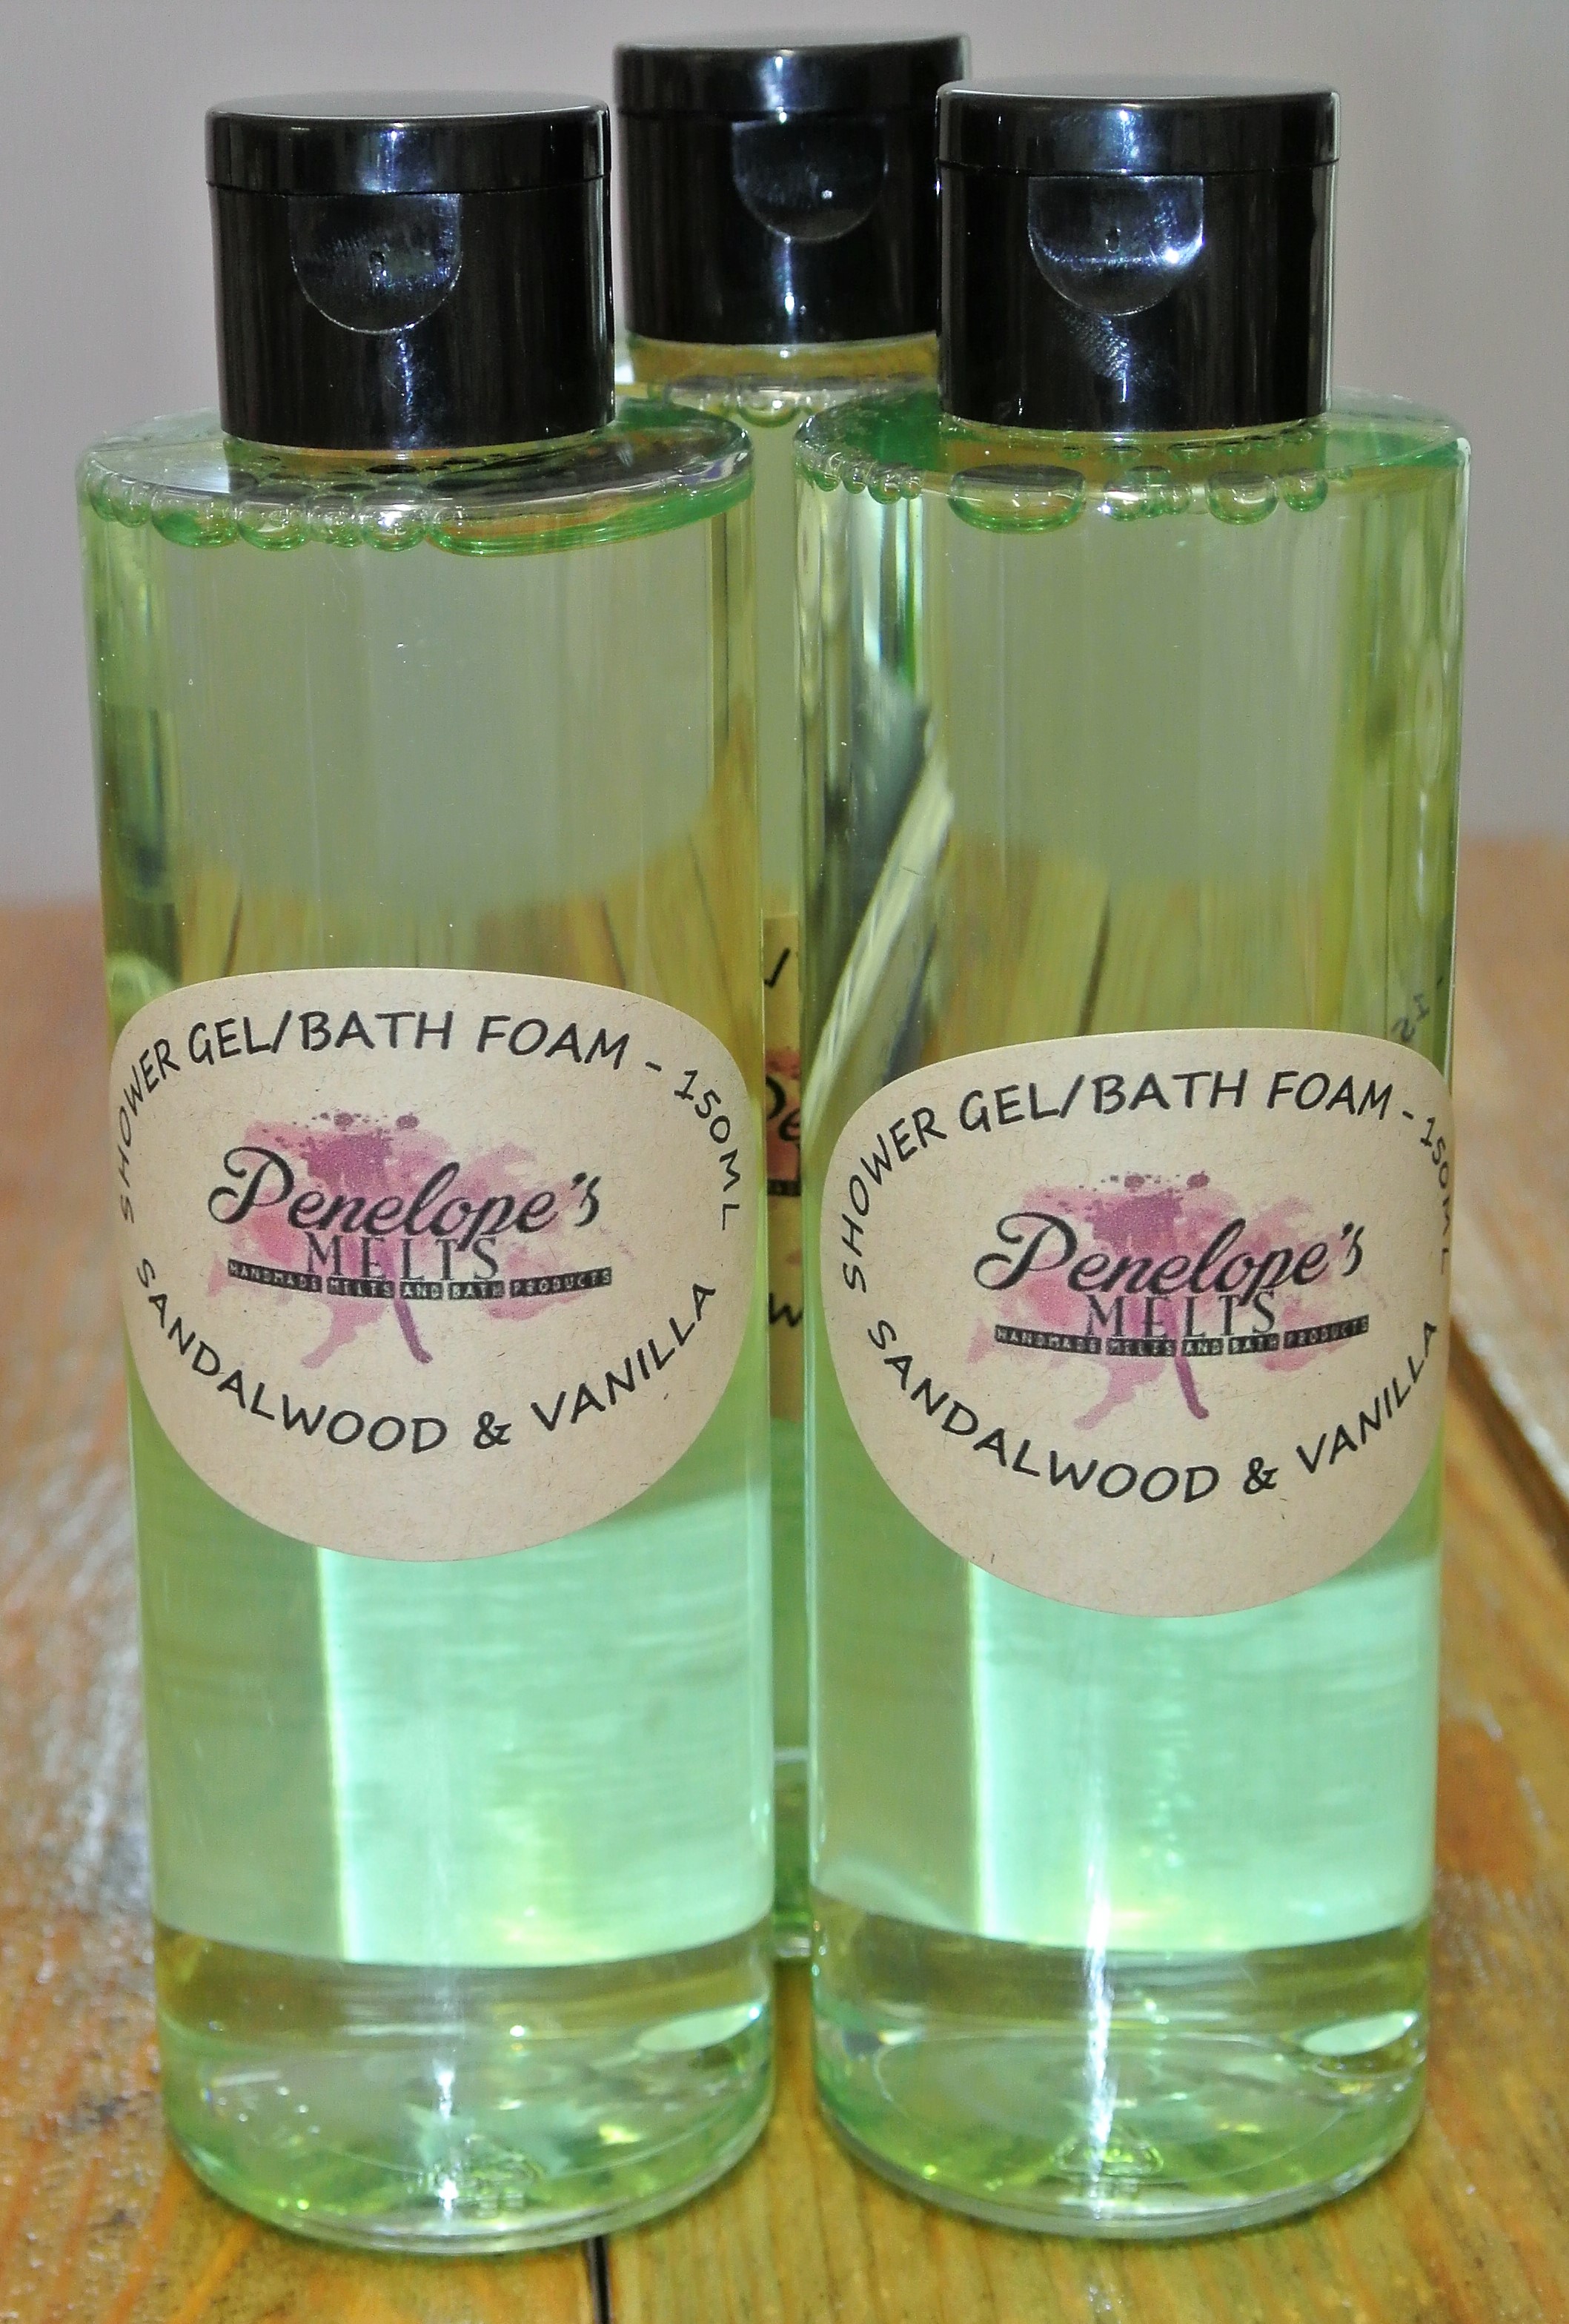 SHOWER GEL/BATH FOAM - 150ML
Penelope's
MELTS
HANDMADE MELTS AND BATH PRODUCTS
SANDALWOOD & VANILLA
SHOWER GEL/BATH FOAM - 150ML
Penelope's
MELTS
HANDMADE MELTS AND BATH PRODUCTS
SANDALWOOD & VANILLA